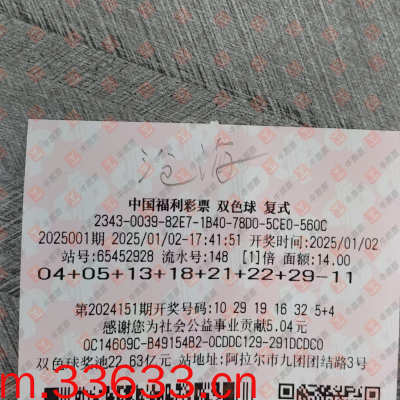 沧海
中国福利彩票 双色球 复式
2343-0039-82E7-1B40-78D0-5CE0-560C
2025001期 2025/01/02-17:41:51 开奖时间:2025/01/02
站号:65452928 流水号:148 [1]倍 面额:14.00
04+05+13+18+21+22+29-11
第2024151期开奖号码:10 29 19 16 32 5+4
感谢您为社会公益事业贡献5.04元
0C14609C-B49154B2-0CDDC129-291DCDC0
双色球奖池22.63亿元 站地址:阿拉尔市九团团结路3号
m.33633.cn